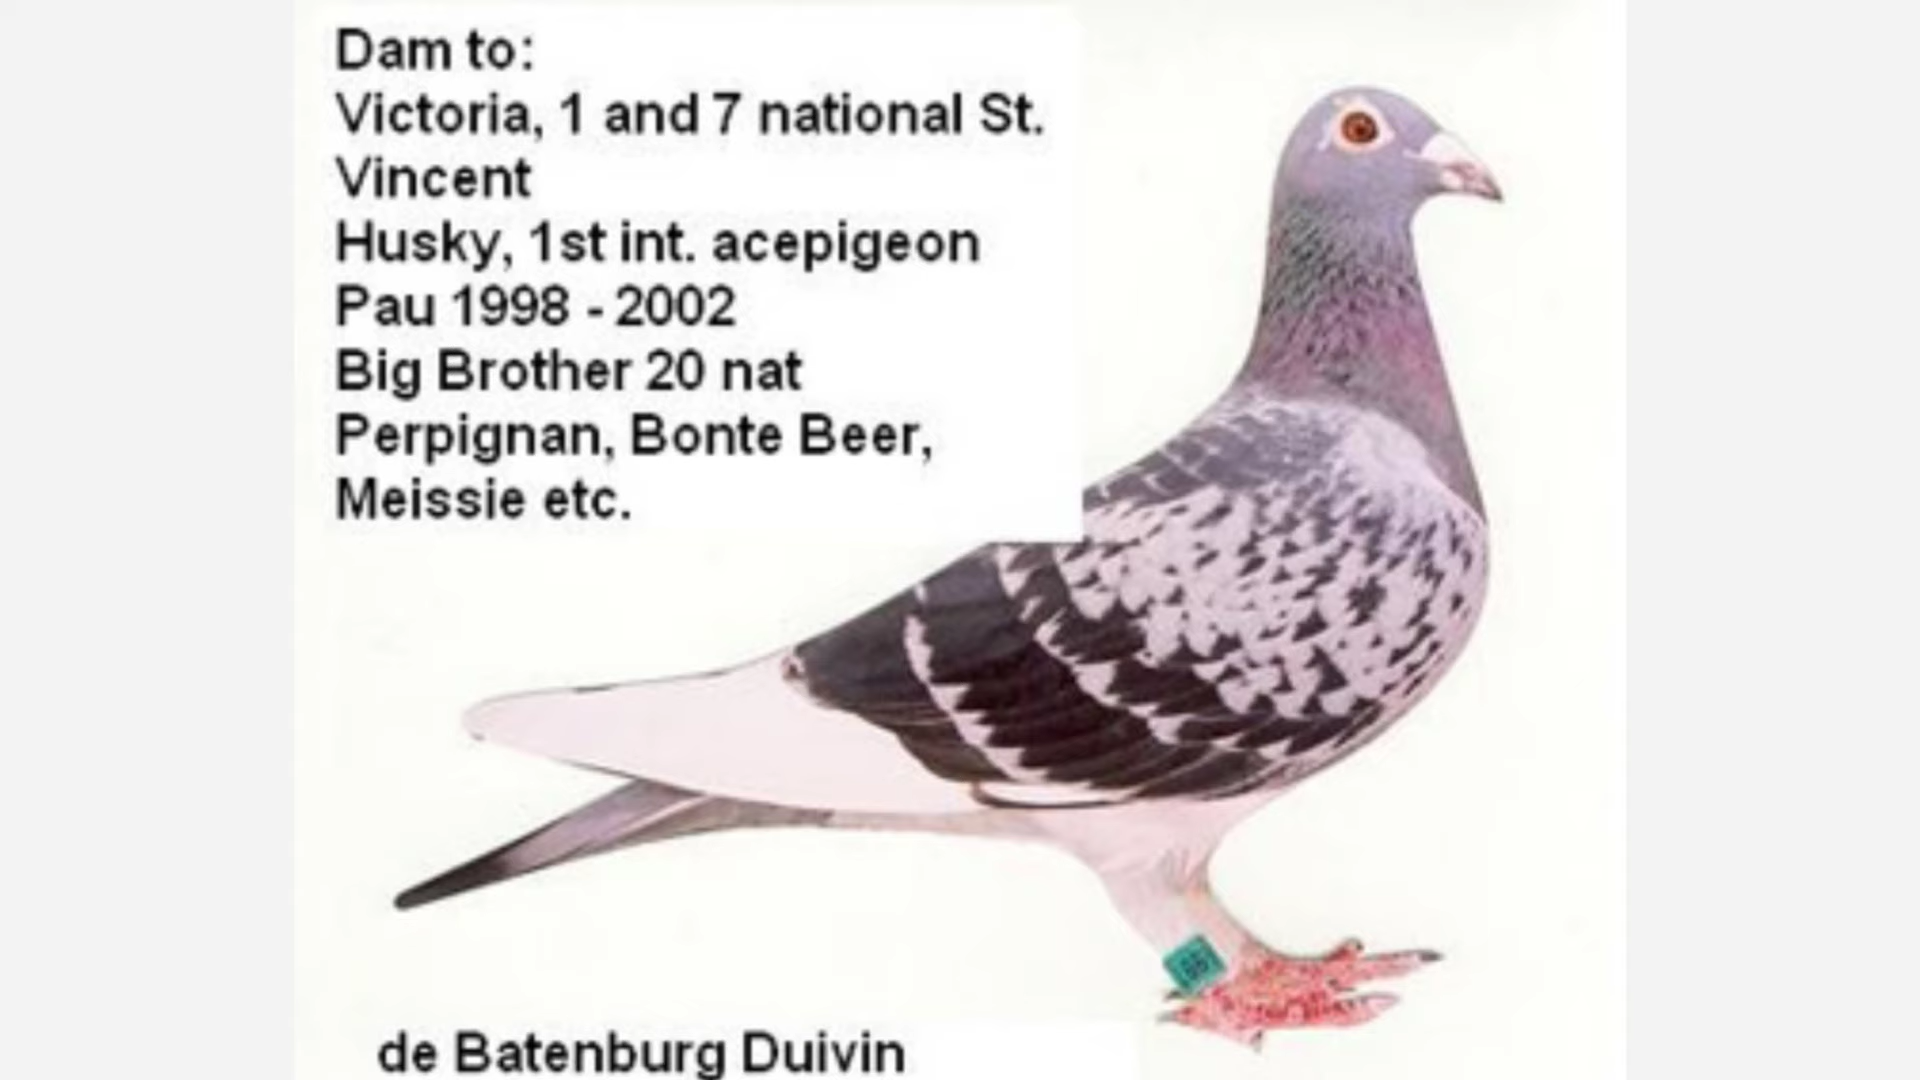 Dam to:
Victoria, 1 and 7 national St.
Vincent
Husky, 1st int. acepigeon
Pau 1998 - 2002
Big Brother 20 nat
Perpignan, Bonte Beer,
Meissie etc.
de Batenburg Duivin